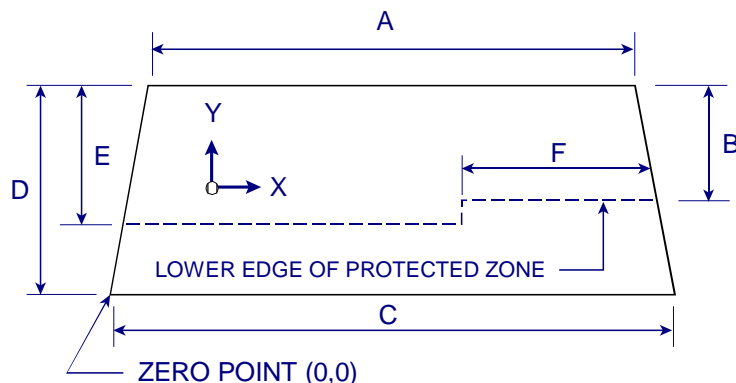 A
Y
B
E
F
D
X
LOWER EDGE OF PROTECTED ZONE
C
ZERO POINT (0,0)